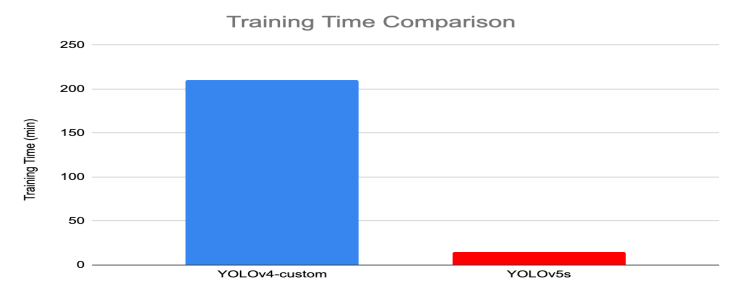 Training Time Comparison
Training Time (min)
250
200
150
100
50
0
YOLOv4-custom
YOLOv5s